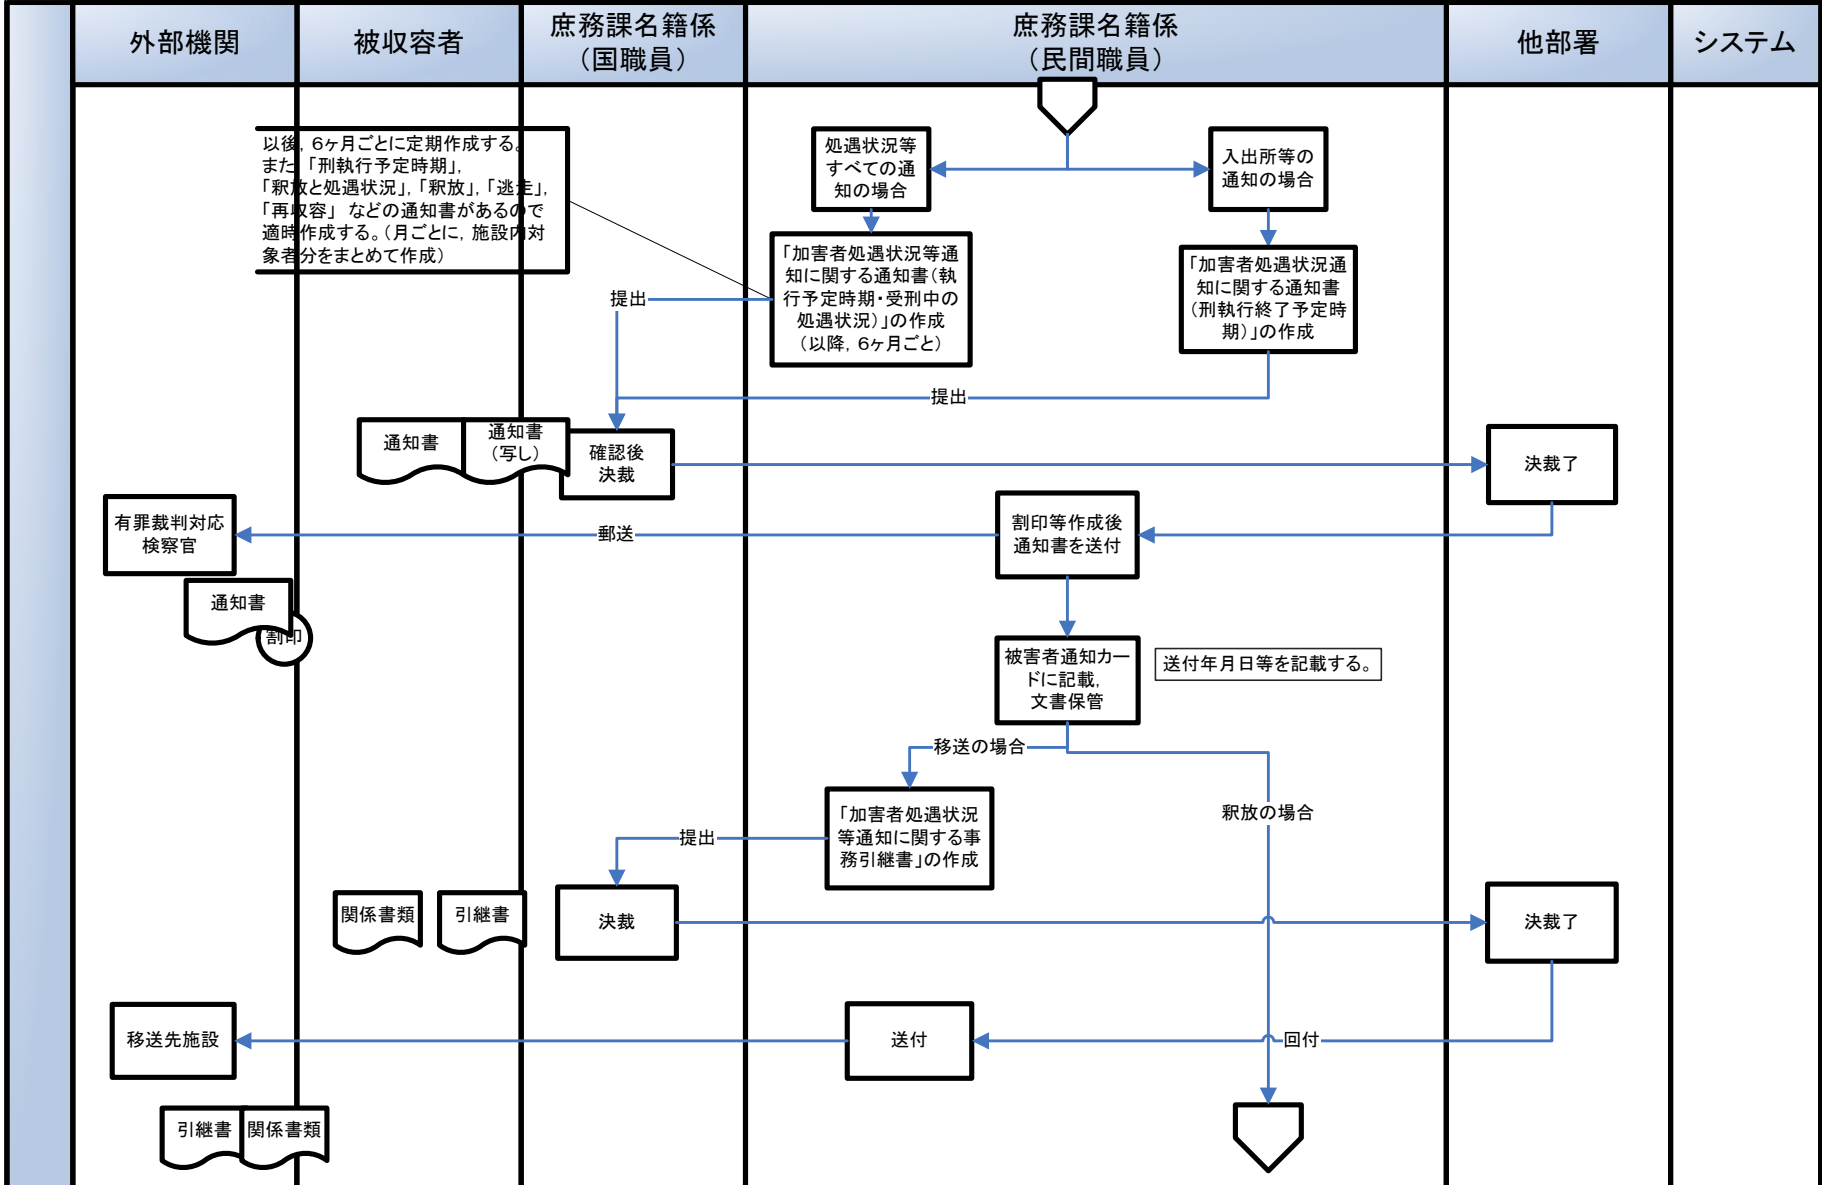 外部機関
被収容者
庶務課名籍係
（国職員）
庶務課名籍係
（民間職員）
他部署
システム
以後，6ヶ月ごとに定期作成する。
また，「刑執行予定時期」，
「釈放と処遇状況」，「釈放」，「逃走」，
「再収容」 などの通知書があるので
適時作成する。（月ごとに，施設内対
象者分をまとめて作成）
処遇状況等
すべての通
知の場合
入出所等の
通知の場合
「加害者処遇状況等通
知に関する通知書（執
行予定時期・受刑中の
処遇状況）」の作成
（以降，6ヶ月ごと）
「加害者処遇状況通
知に関する通知書
（刑執行終了予定時
期）」の作成
提出
提出
通知書
通知書
（写し）
確認後
決裁
決裁了
有罪裁判対応
検察官
郵送
割印等作成後
通知書を送付
通知書
割印
被害者通知カー
ドに記載，
文書保管
送付年月日等を記載する。
移送の場合
釈放の場合
「加害者処遇状況
等通知に関する事
務引継書」の作成
提出
関係書類
引継書
決裁
決裁了
移送先施設
送付
回付
引継書
関係書類